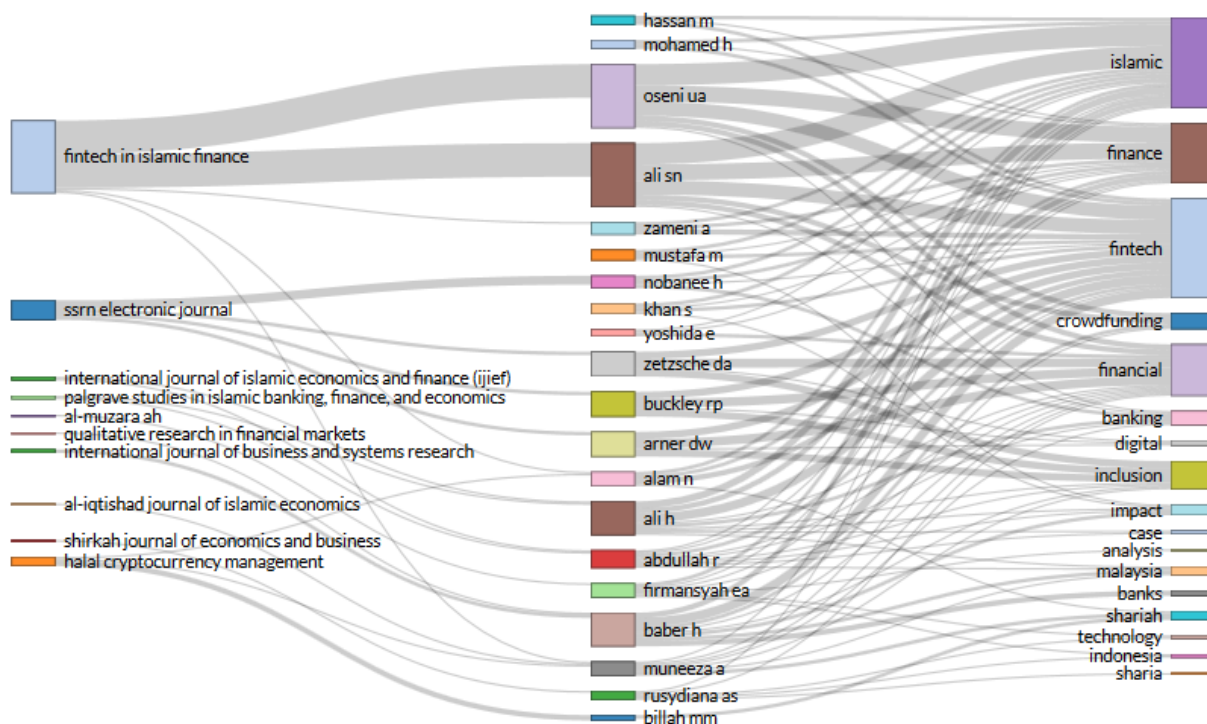 fintech in islamic finance
ssrn electronic journal
international journal of islamic economics and finance (ijief)
palgrave studies in islamic banking, finance, and economics
al-muzara ah
qualitative research in financial markets
international journal of business and systems research
al-iqtishad journal of islamic economics
shirkah journal of economics and business
halal cryptocurrency management
hassan m
mohamed h
oseni ua
ali sn
zameni a
mustafa m
nobanee h
khan s
yoshida e
zetzsche da
buckley rp
arner dw
alam n
ali h
abdullah r
firmansyah ea
baber h
muneeza a
rusydiana as
billah mm
islamic
finance
fintech
crowdfunding
financial
banking
digital
inclusion
impact
case
analysis
malaysia
banks
shariah
technology
indonesia
sharia